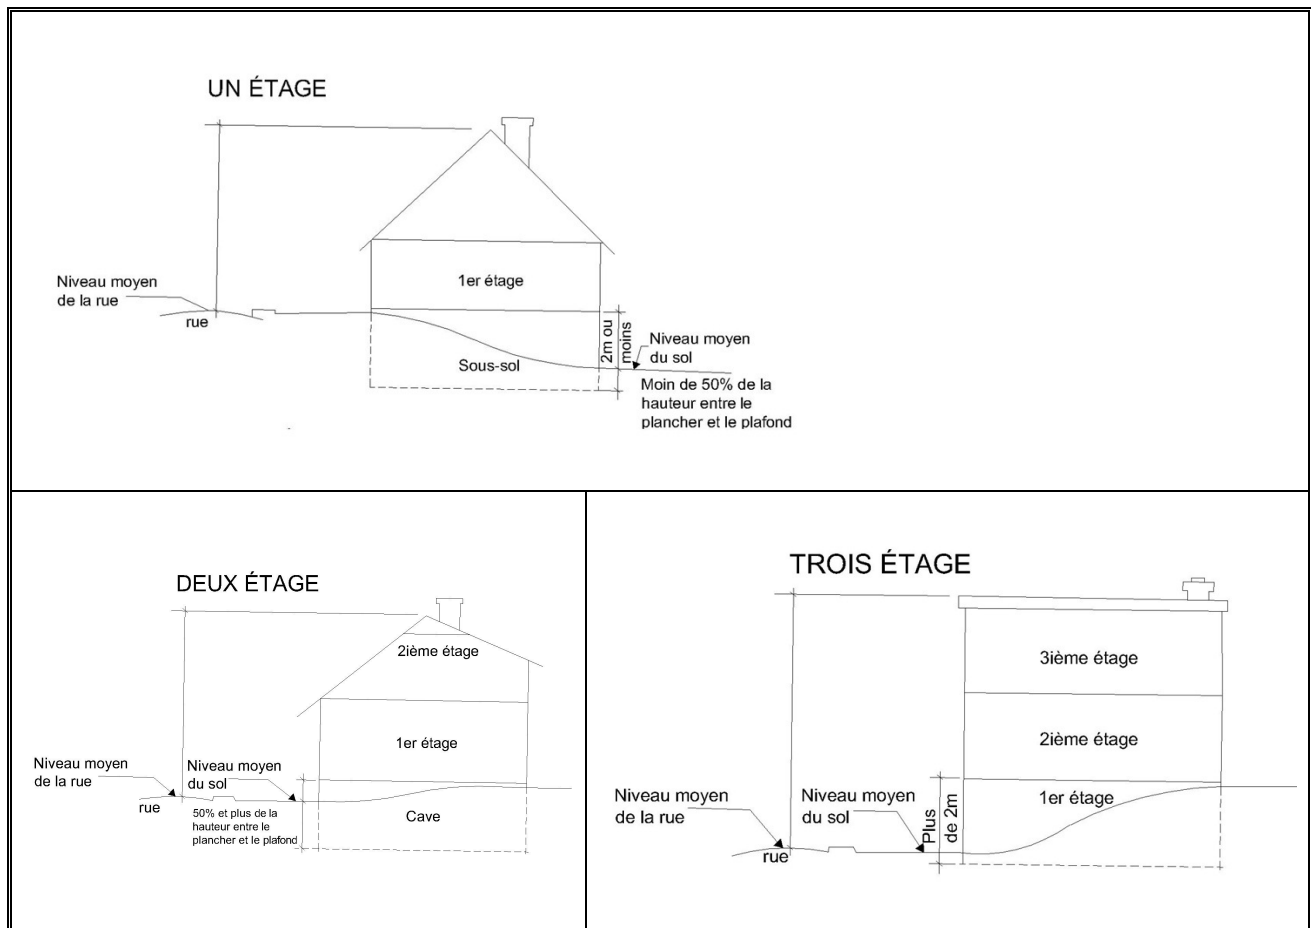 UN ÉTAGE
1er étage
Niveau moyen
de la rue
rue
2m ou
moins
Niveau moyen
du sol
Sous-sol
Moin de 50% de la
hauteur entre le
plancher et le plafond
DEUX ÉTAGE
2ième étage
1er étage
Niveau moyen
de la rue
Niveau moyen
du sol
rue
50% et plus de la
hauteur entre le
plancher et le plafond
Cave
TROIS ÉTAGE
3ième étage
2ième étage
1er étage
Niveau moyen
de la rue
Niveau moyen
du sol
Plus
de 2m
rue